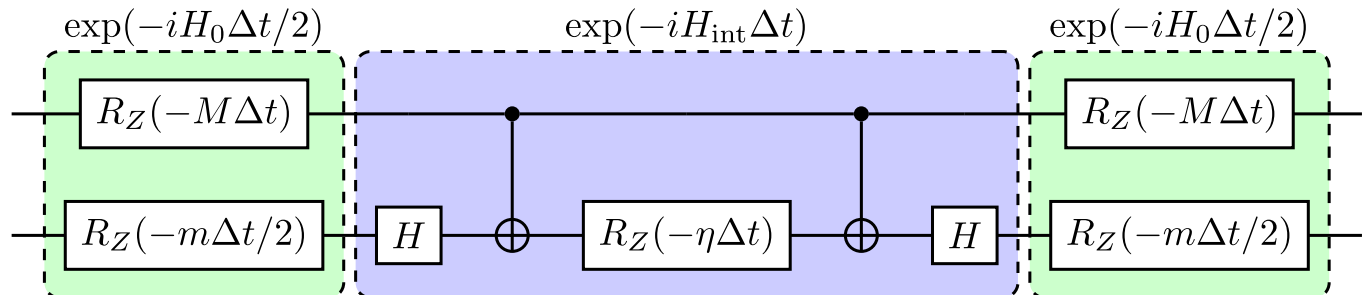 exp(−iH₀Δt/2) exp(−iH_int Δt) exp(−iH₀Δt/2)
R_Z(−MΔt) R_Z(−MΔt)
R_Z(−mΔt/2) H R_Z(−ηΔt) H R_Z(−mΔt/2)